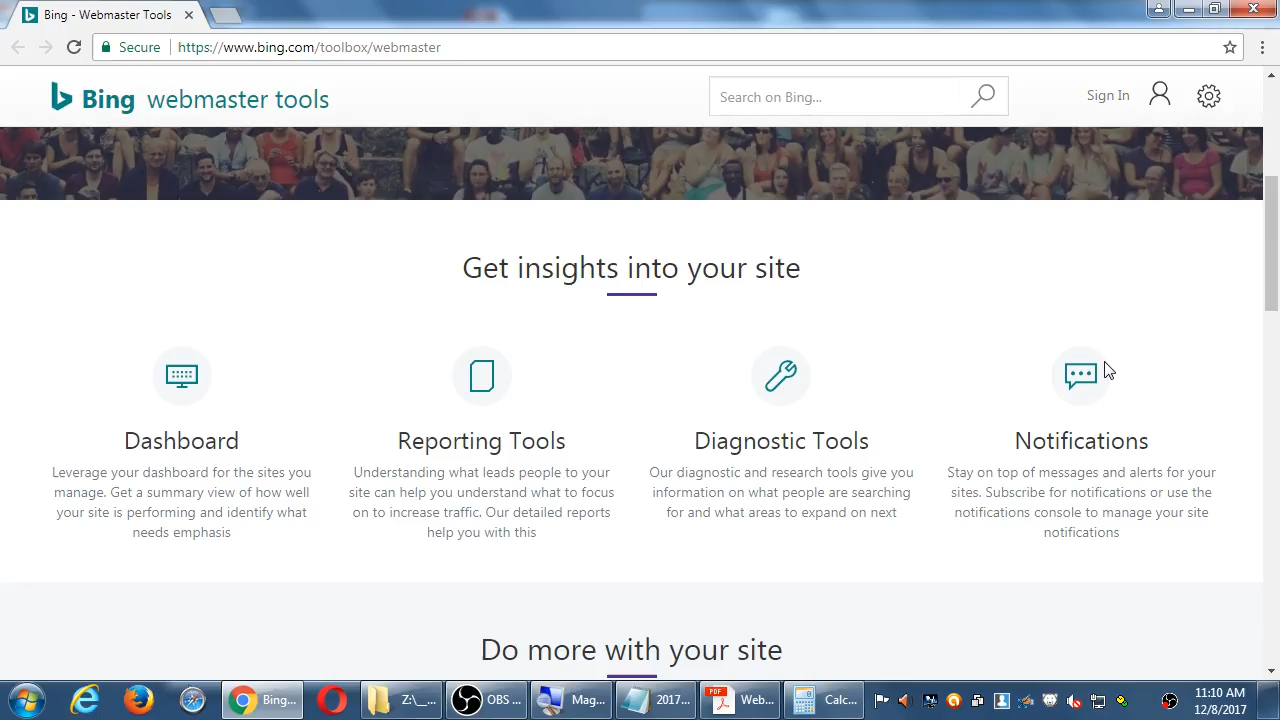 Bing - Webmaster Tools
Secure https://www.bing.com/toolbox/webmaster
Bing webmaster tools
Search on Bing...
Sign In
Get insights into your site
Dashboard
Leverage your dashboard for the sites you
manage. Get a summary view of how well
your site is performing and identify what
needs emphasis
Reporting Tools
Understanding what leads people to your
site can help you understand what to focus
on to increase traffic. Our detailed reports
help you with this
Diagnostic Tools
Our diagnostic and research tools give you
information on what people are searching
for and what areas to expand on next
Notifications
Stay on top of messages and alerts for your
sites. Subscribe for notifications or use the
notifications console to manage your site
notifications
Do more with your site
Bing...
Z:\__...
OBS ...
Mag...
2017...
PDF
Web...
Calc...
11:10 AM
12/8/2017